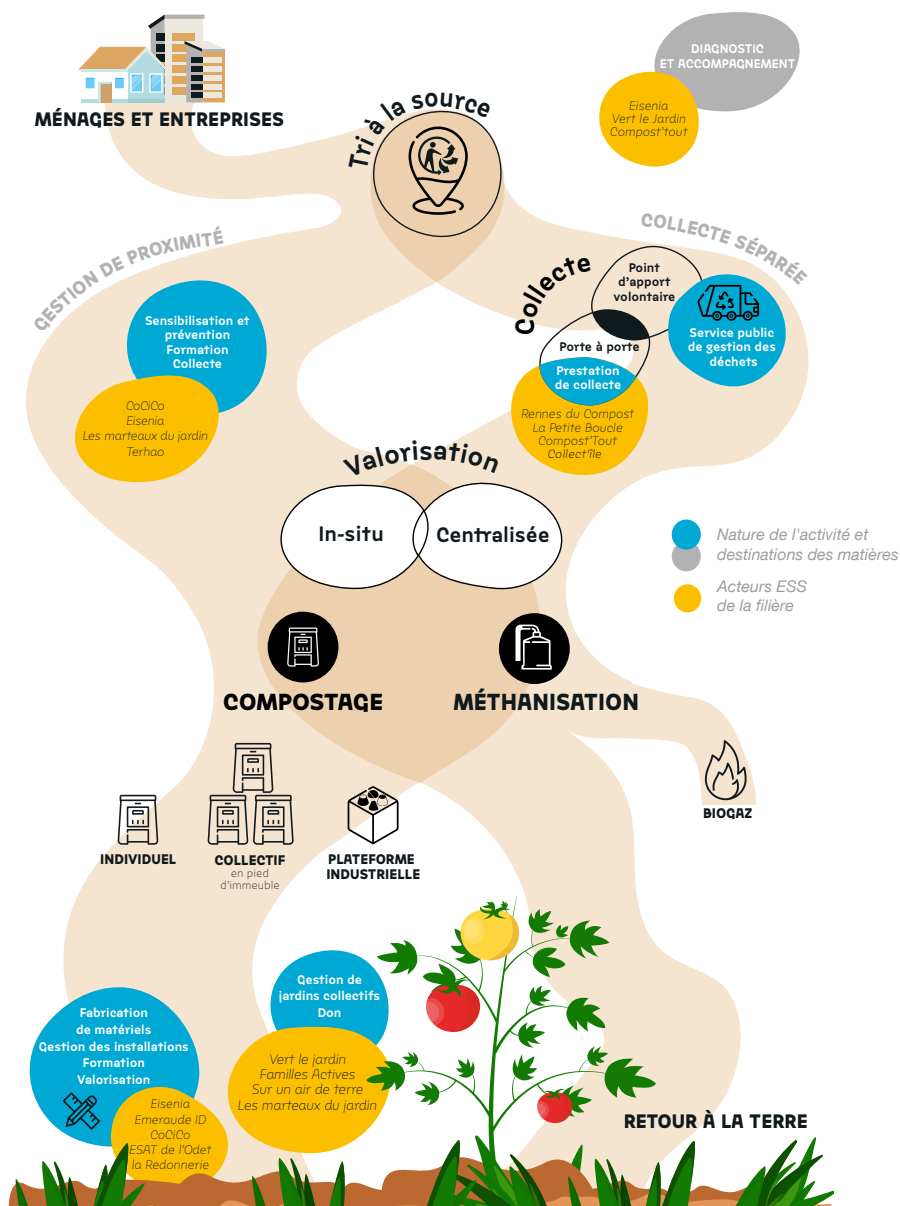 MÉNAGES ET ENTREPRISES
Tri à la source
DIAGNOSTIC
ET ACCOMPAGNEMENT
Eisenia
Vert le Jardin
Compost'tout
GESTION DE PROXIMITÉ
Sensibilisation et
prévention
Formation
Collecte
CoCiCo
Eisenia
Les marteaux du jardin
Terhao
COLLECTE SÉPARÉE
Collecte
Point
d'apport
volontaire
Porte à porte
Prestation
de collecte
Service public
de gestion des
déchets
Rennes du Compost
La Petite Boucle
Compost'Tout
Collect'île
Valorisation
In-situ
Centralisée
Nature de l'activité et
destinations des matières
Acteurs ESS
de la filière
COMPOSTAGE
MÉTHANISATION
BIOGAZ
INDIVIDUEL
COLLECTIF
en pied
d'immeuble
PLATEFORME
INDUSTRIELLE
Fabrication
de matériels
Gestion des installations
Formation
Valorisation
Eisenia
Emeraude ID
CoCiCo
ESAT de l'Odet
la Redonnerie
Gestion de
jardins collectifs
Don
Vert le jardin
Familles Actives
Sur un air de terre
Les marteaux du jardin
RETOUR À LA TERRE